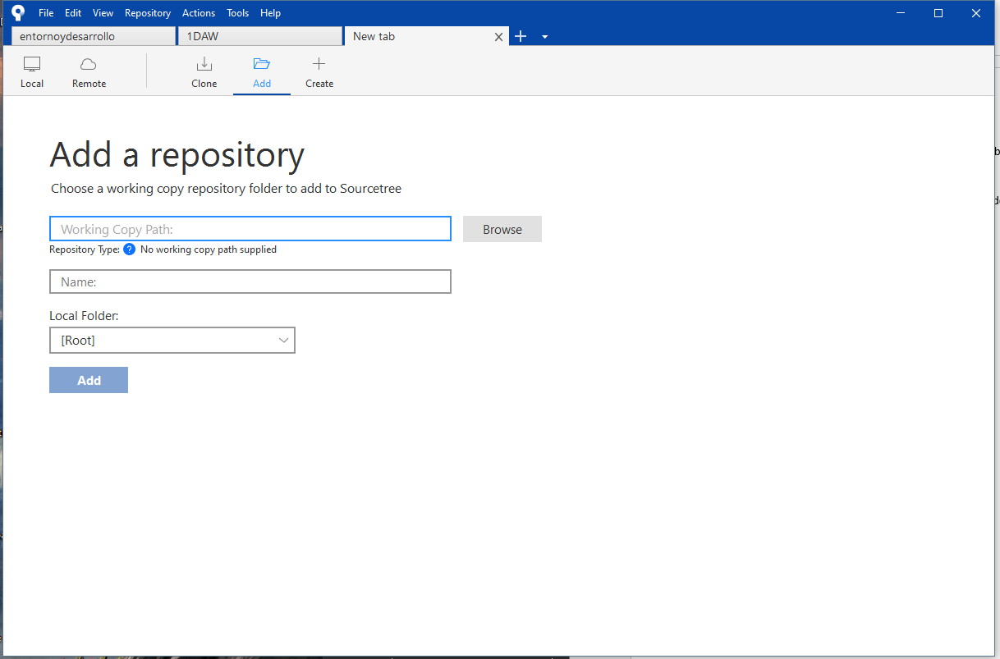 File Edit View Repository Actions Tools Help
entornoydesarrollo 1DAW New tab
Local Remote Clone Add Create
Add a repository
Choose a working copy repository folder to add to Sourcetree
Working Copy Path: Browse
Repository Type: ? No working copy path supplied
Name:
Local Folder:
[Root]
Add